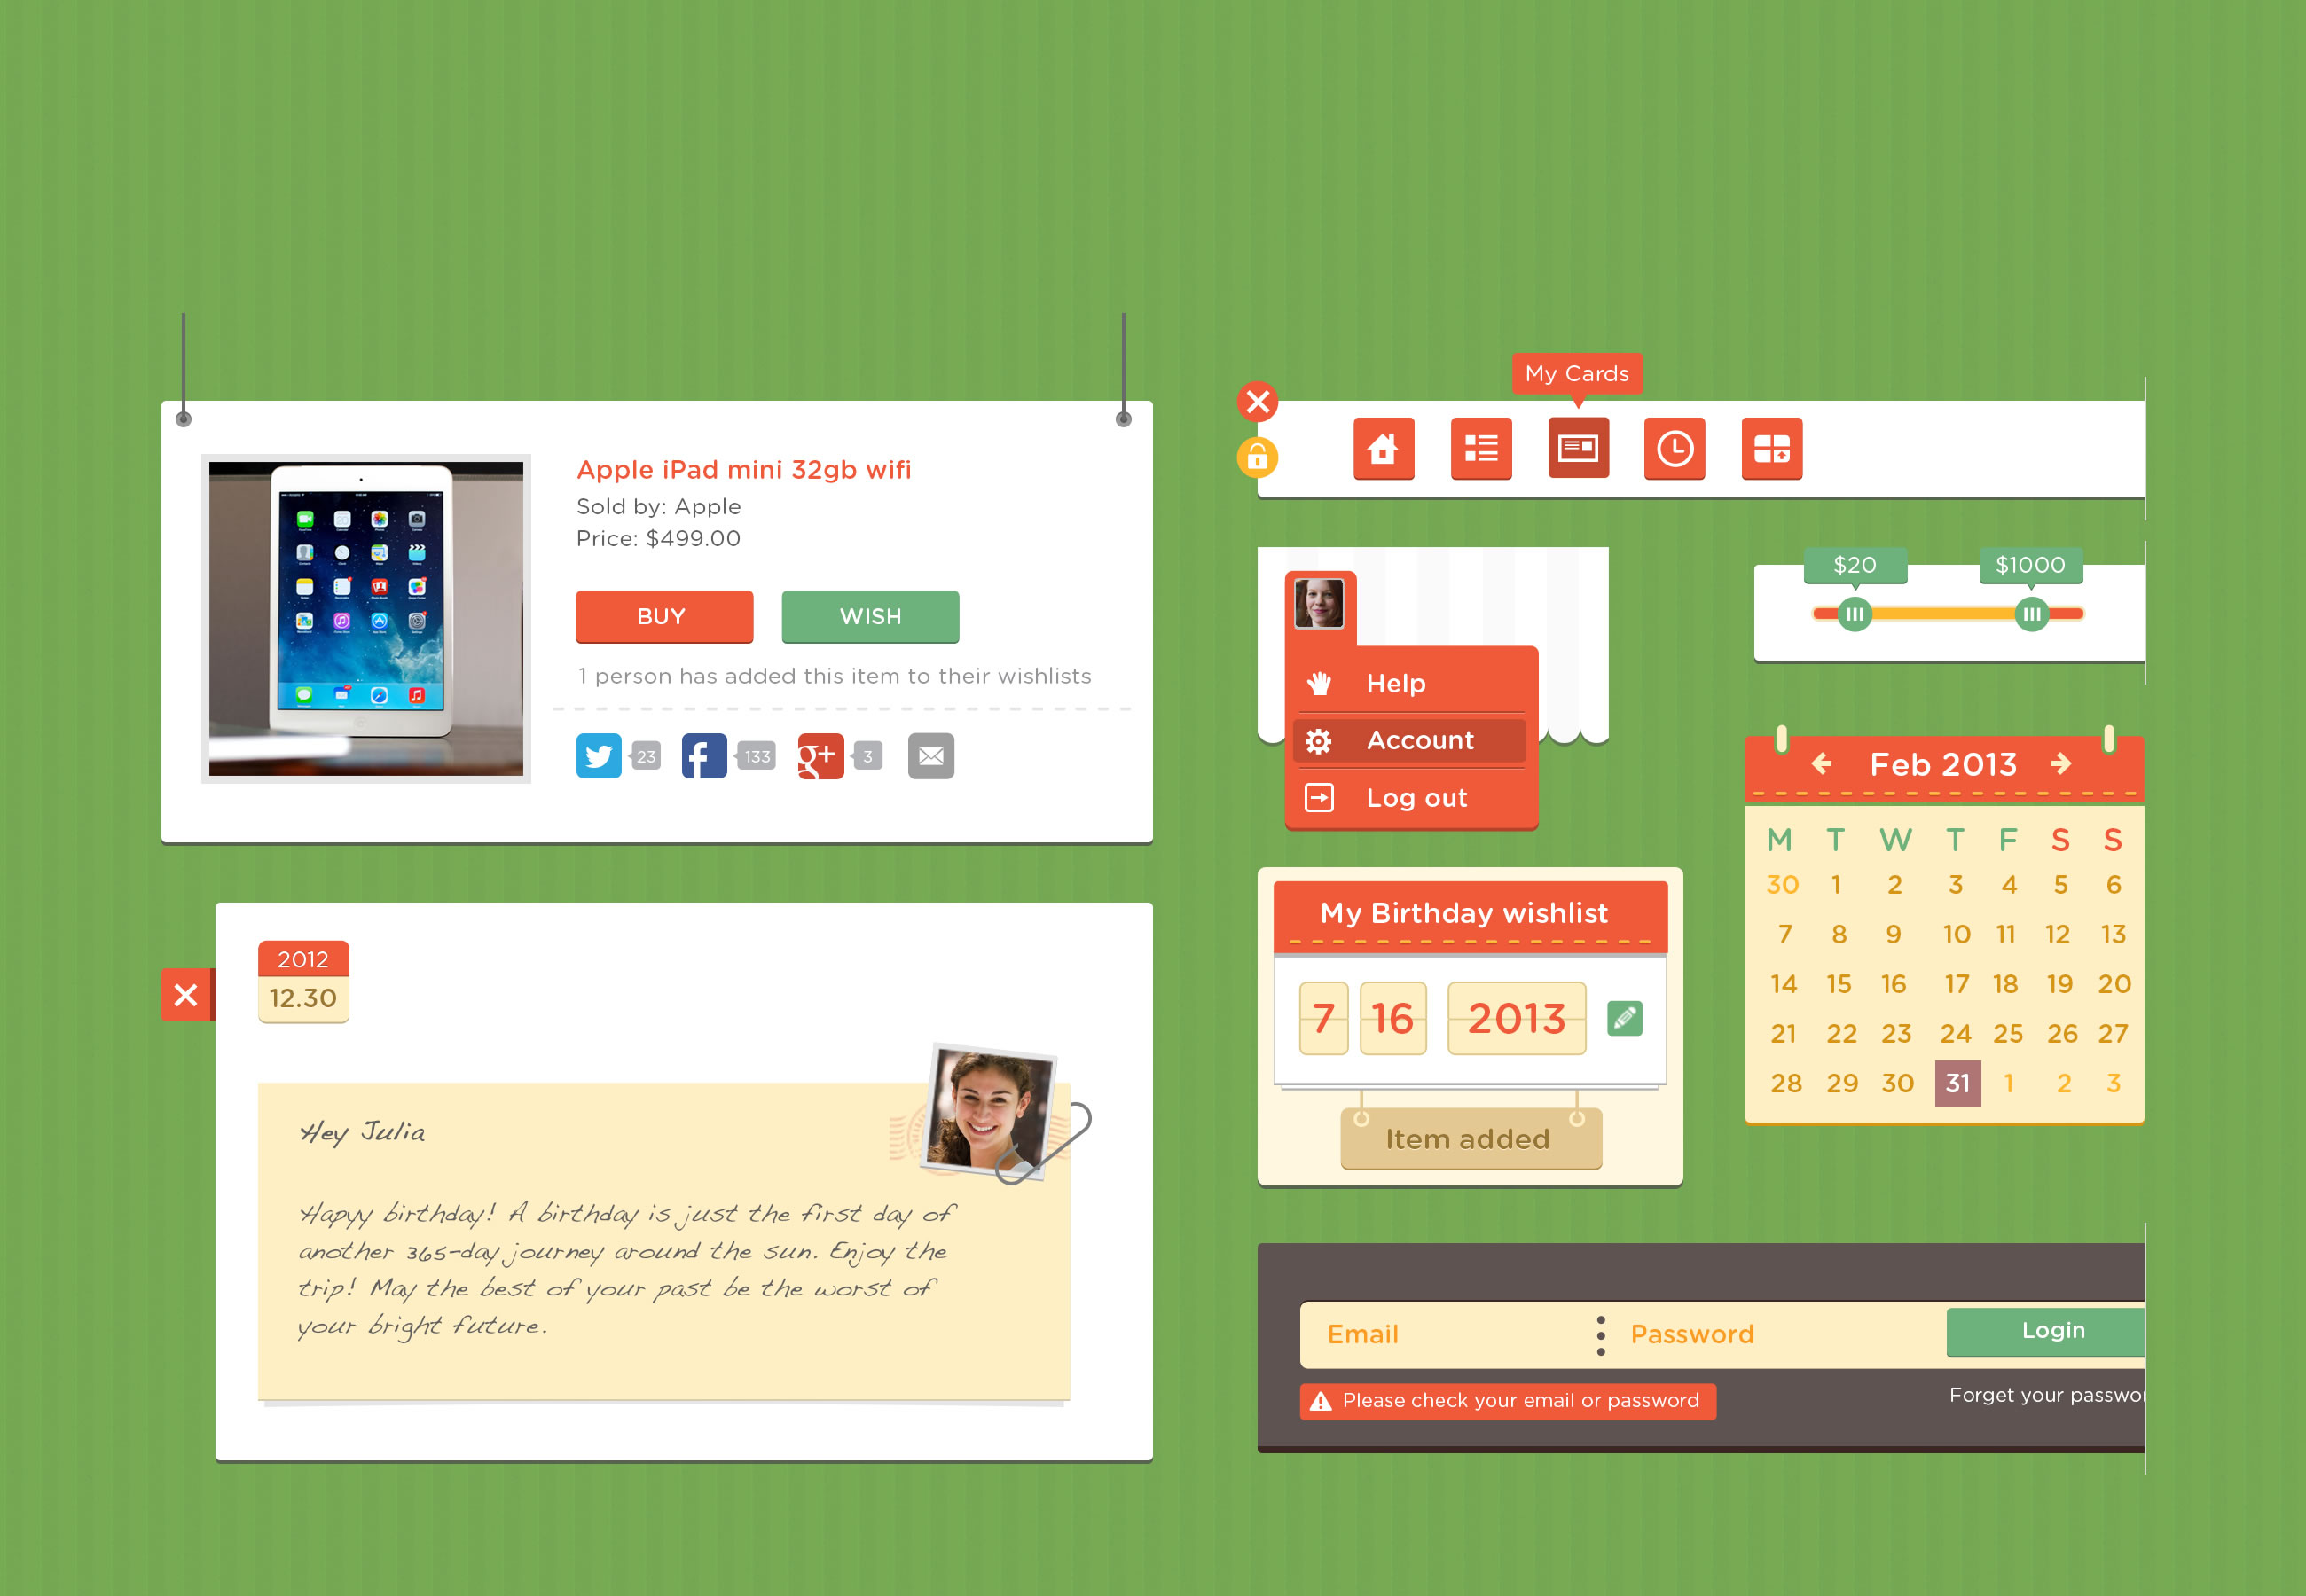 Apple iPad mini 32gb wifi
Sold by: Apple
Price: $499.00
BUY
WISH
1 person has added this item to their wishlists
23
133
g+
3
2012
12.30
Hey Julia
Hapyy birthday! A birthday is just the first day of
another 365-day journey around the sun. Enjoy the
trip! May the best of your past be the worst of
your bright future.
My Cards
$20
$1000
Help
Account
Log out
Feb 2013
M T W T F S S
30 1 2 3 4 5 6
7 8 9 10 11 12 13
14 15 16 17 18 19 20
21 22 23 24 25 26 27
28 29 30 31 1 2 3
My Birthday wishlist
7 16 2013
Item added
Email
Password
Login
Please check your email or password
Forget your passwor